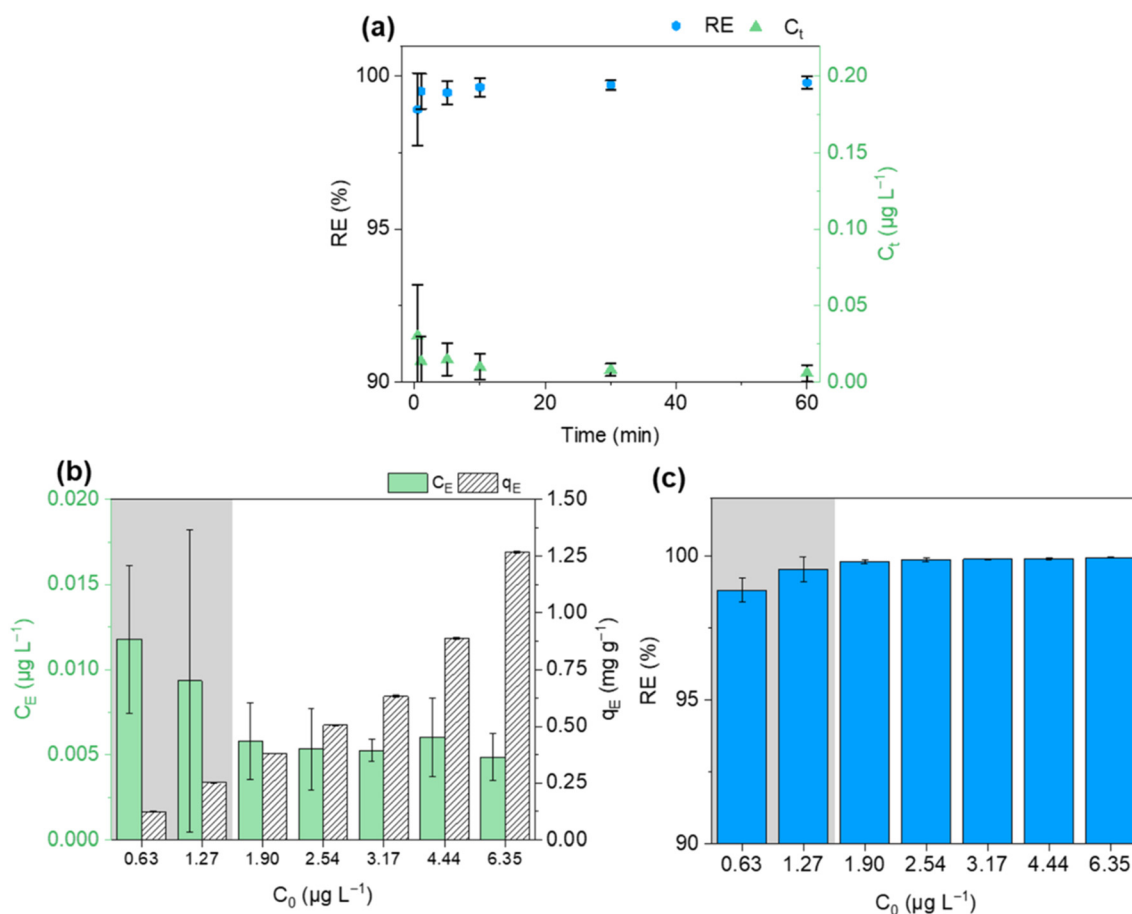 (a)
RE Cₜ
100
95
90
RE (%)
0.20
0.15
0.10
0.05
0.00
Cₜ (µg L⁻¹)
0 20 40 60
Time (min)
(b)
C_E q_E
0.020
0.015
0.010
0.005
0.000
C_E (µg L⁻¹)
1.50
1.25
1.00
0.75
0.50
0.25
0.00
q_E (mg g⁻¹)
0.63 1.27 1.90 2.54 3.17 4.44 6.35
C₀ (µg L⁻¹)
(c)
100
95
90
RE (%)
0.63 1.27 1.90 2.54 3.17 4.44 6.35
C₀ (µg L⁻¹)